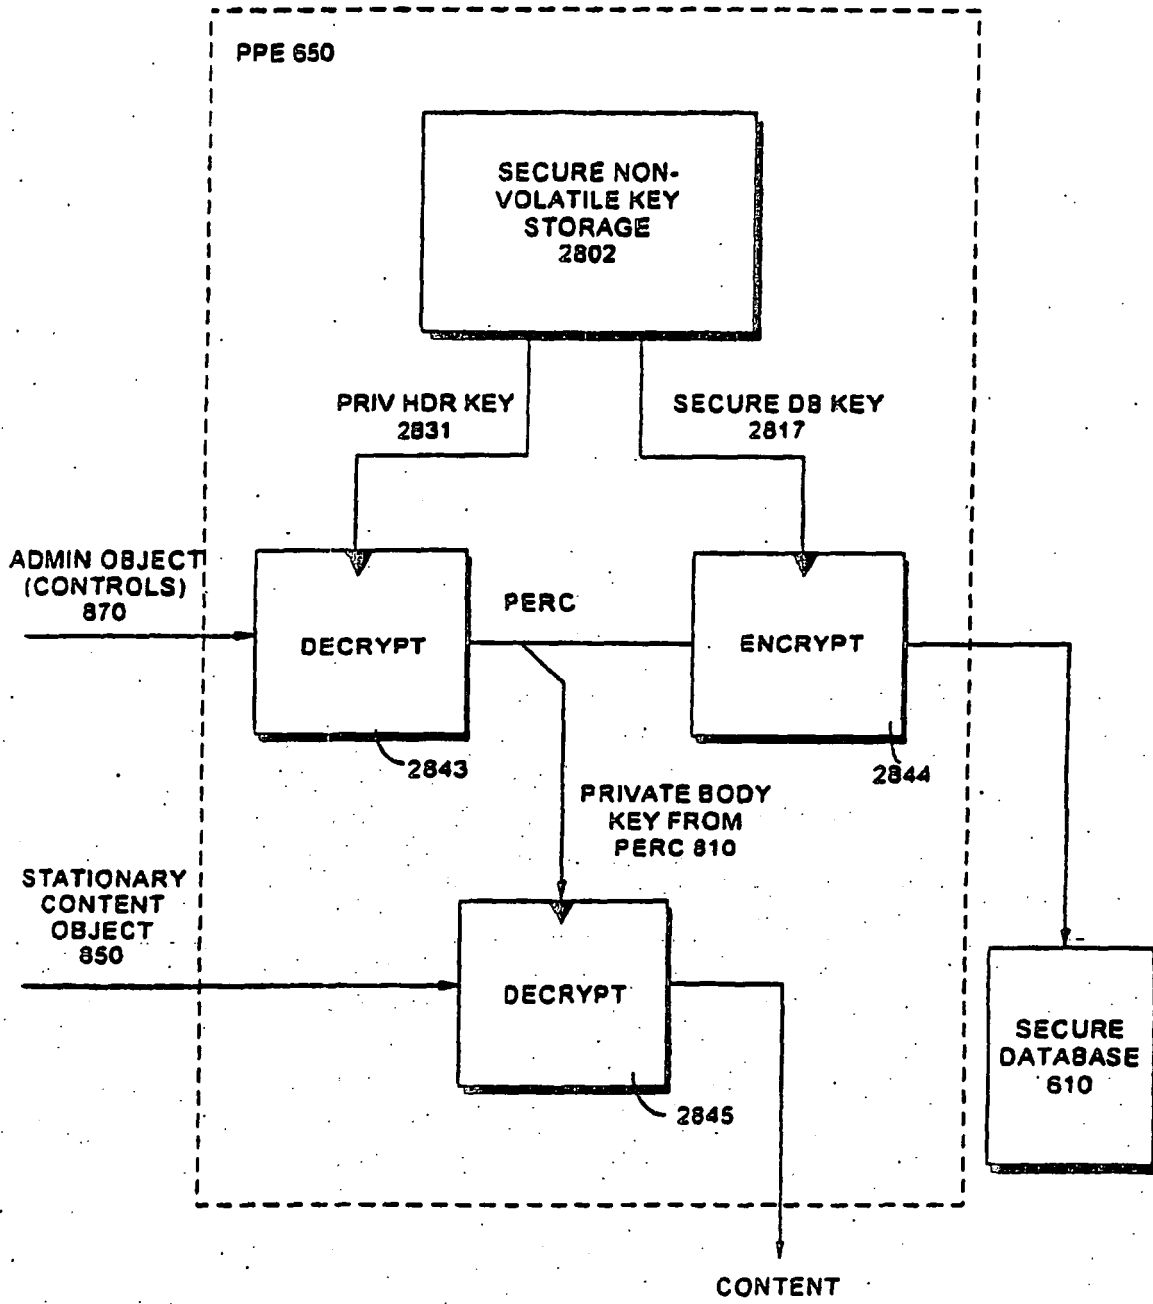 PPE 650
SECURE NON-
VOLATILE KEY
STORAGE
2802
PRIV HDR KEY
2831
SECURE DB KEY
2817
ADMIN OBJECT
(CONTROLS)
870
DECRYPT
PERC
ENCRYPT
2843
2844
PRIVATE BODY
KEY FROM
PERC 810
STATIONARY
CONTENT
OBJECT
850
DECRYPT
2845
SECURE
DATABASE
610
CONTENT